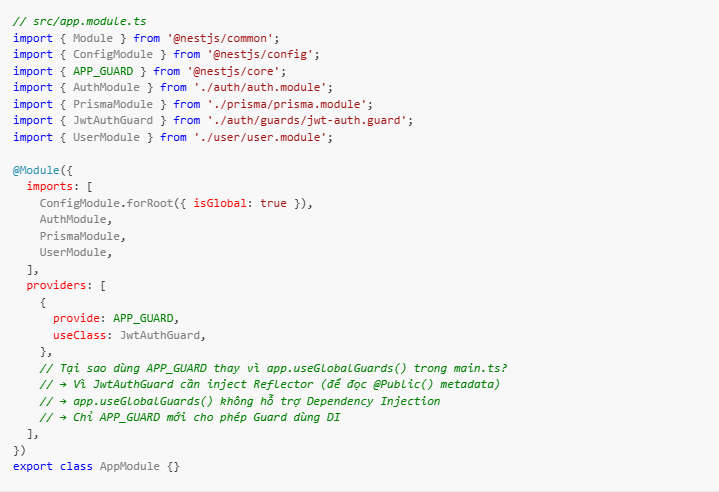 // src/app.module.ts
import { Module } from '@nestjs/common';
import { ConfigModule } from '@nestjs/config';
import { APP_GUARD } from '@nestjs/core';
import { AuthModule } from './auth/auth.module';
import { PrismaModule } from './prisma/prisma.module';
import { JwtAuthGuard } from './auth/guards/jwt-auth.guard';
import { UserModule } from './user/user.module';

@Module({
  imports: [
    ConfigModule.forRoot({ isGlobal: true }),
    AuthModule,
    PrismaModule,
    UserModule,
  ],
  providers: [
    {
      provide: APP_GUARD,
      useClass: JwtAuthGuard,
    },
    // Tại sao dùng APP_GUARD thay vì app.useGlobalGuards() trong main.ts?
    // → Vì JwtAuthGuard cần inject Reflector (để đọc @Public() metadata)
    // → app.useGlobalGuards() không hỗ trợ Dependency Injection
    // → Chỉ APP_GUARD mới cho phép Guard dùng DI
  ],
})
export class AppModule {}